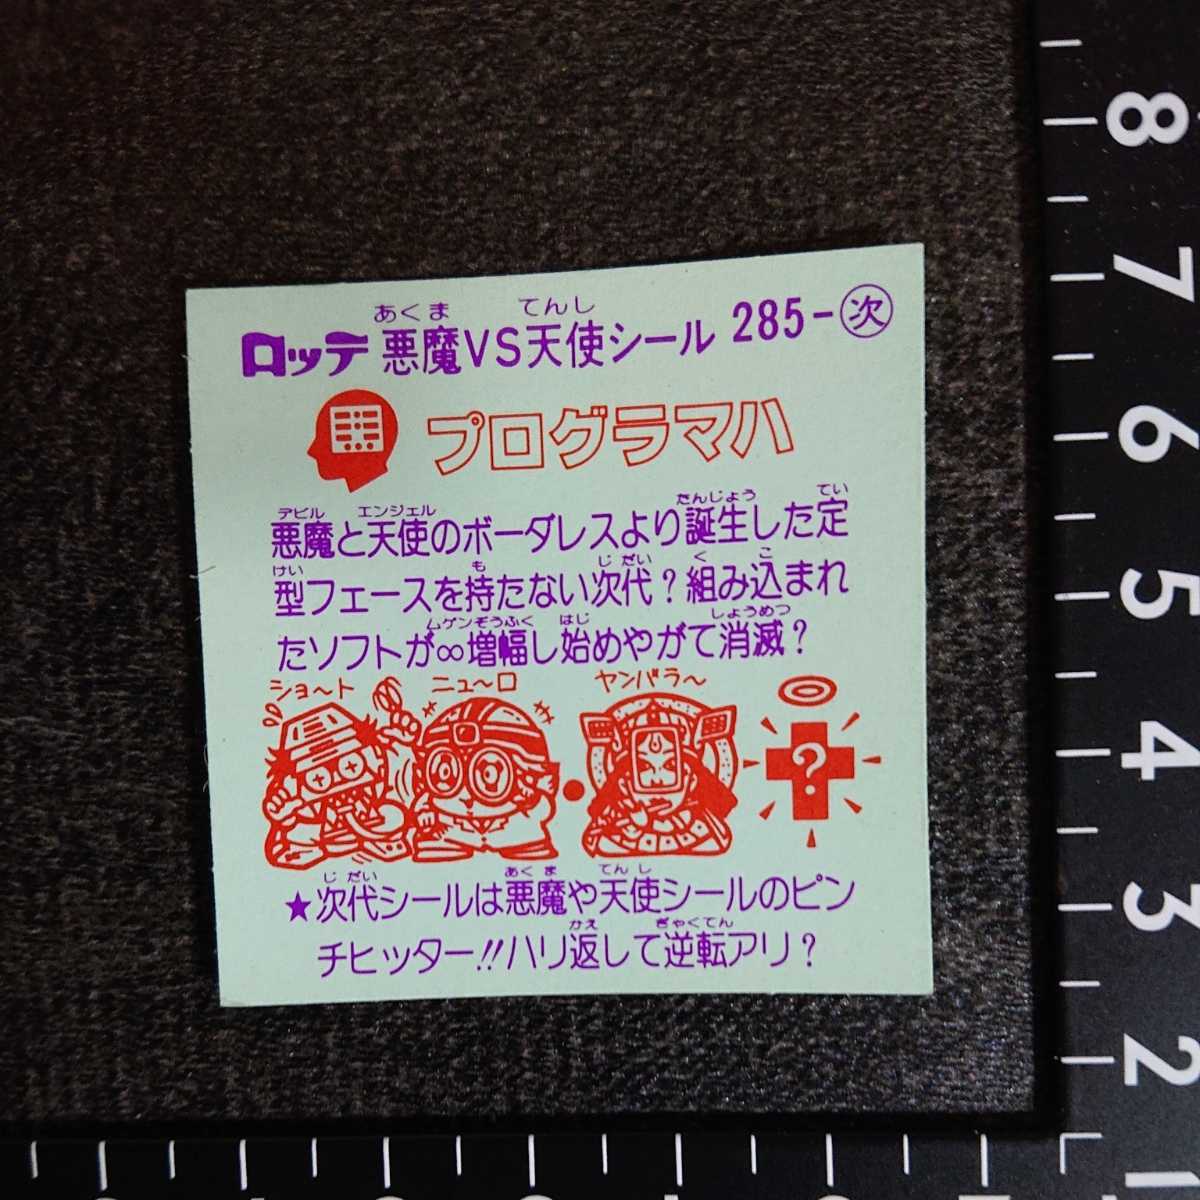 あくま てんし
ロッテ 悪魔VS天使シール 285-次
プログラマハ
デビル エンジェル たんじょう てい
悪魔と天使のボーダレスより誕生した定
けい も じだい く こ
型フェースを持たない次代?組み込まれ
ムゲンぞうふく はじ しょうめつ
たソフトが∞増幅し始めやがて消滅?
ショ〜ト ニュ〜ロ ヤンバラ〜
?
じだい あくま てんし
★次代シールは悪魔や天使シールのピン
かえ ぎゃくてん
チヒッター!!ハリ返して逆転アリ?
8
7
6
5
4
3
2
1